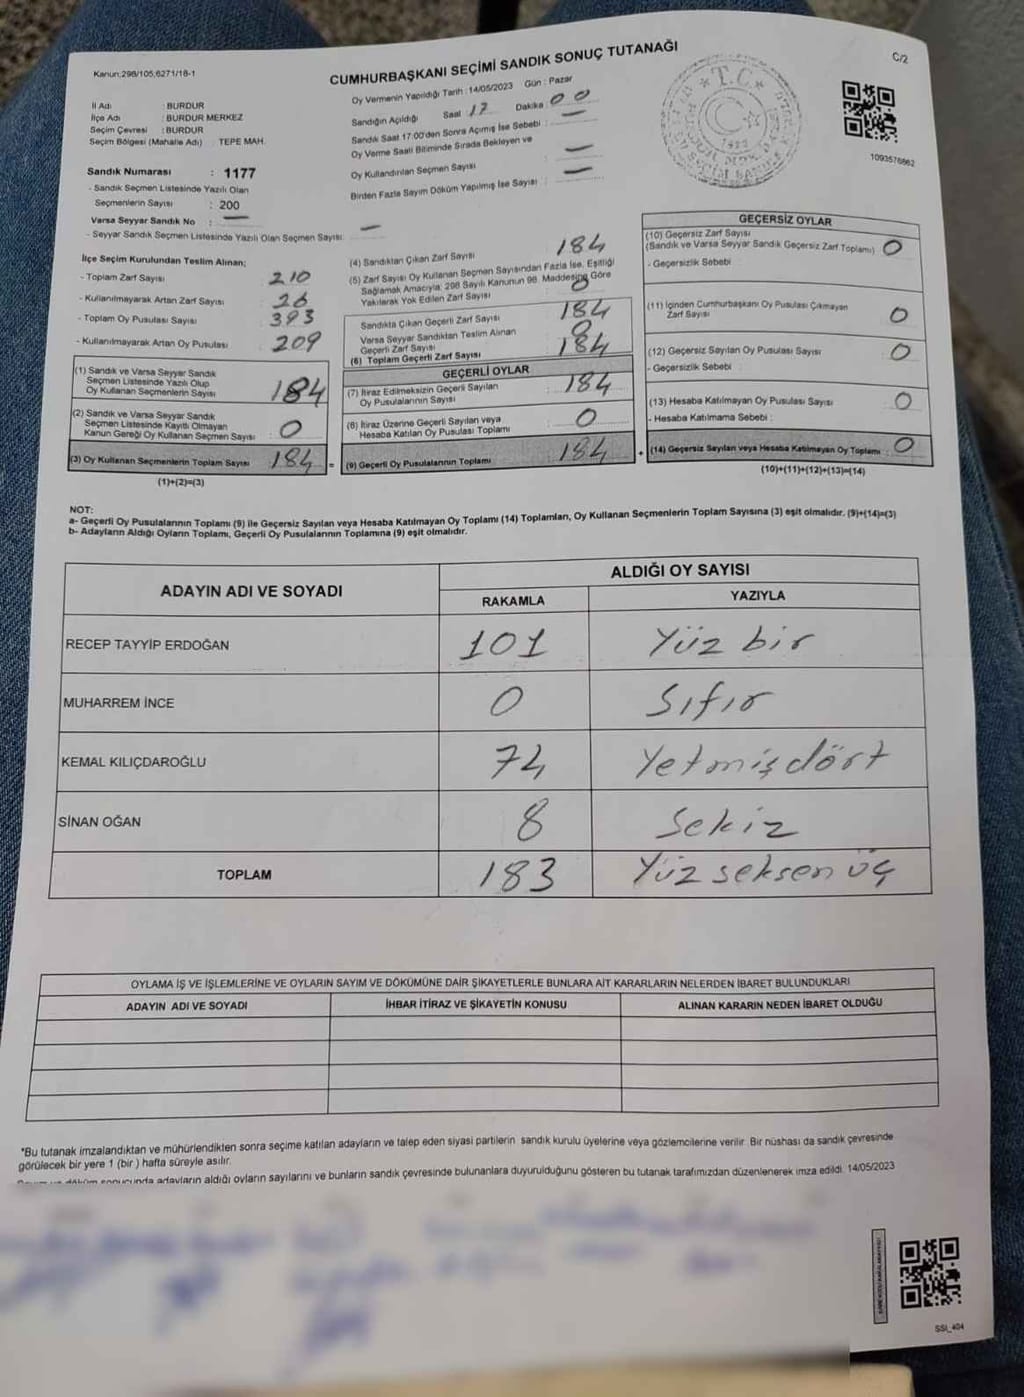 Kanun:298/105,6271/18-1
CUMHURBAŞKANI SEÇİMİ SANDIK SONUÇ TUTANAĞI
C/2
İl Adı : BURDUR
İlçe Adı : BURDUR MERKEZ
Seçim Çevresi : BURDUR
Seçim Bölgesi (Mahalle Adı) : TEPE MAH.
Sandık Numarası : 1177
- Sandık Seçmen Listesinde Yazılı Olan
Seçmenlerin Sayısı : 200
Varsa Seyyar Sandık No : —
- Seyyar Sandık Seçmen Listesinde Yazılı Olan Seçmen Sayısı: —
Oy Vermenin Yapıldığı Tarih : 14/05/2023 Gün : Pazar
Sandığın Açıldığı Saat 17 Dakika : 00
Sandık Saat 17:00'den Sonra Açılmış İse Sebebi : —
Oy Verme Saati Bitiminde Sırada Bekleyen ve
Oy Kullandırılan Seçmen Sayısı : —
Birden Fazla Sayım Döküm Yapılmış İse Sayısı : —
T.C.
1093576862
İlçe Seçim Kurulundan Teslim Alınan;
- Toplam Zarf Sayısı : 210
- Kullanılmayarak Artan Zarf Sayısı : 26
- Toplam Oy Pusulası Sayısı : 393
- Kullanılmayarak Artan Oy Pusulası : 209
(1) Sandık ve Varsa Seyyar Sandık
Seçmen Listesinde Yazılı Olup
Oy Kullanan Seçmenlerin Sayısı : 184
(2) Sandık ve Varsa Seyyar Sandık
Seçmen Listesinde Kayıtlı Olmayan
Kanun Gereği Oy Kullanan Seçmen Sayısı : 0
(3) Oy Kullanan Seçmenlerin Toplam Sayısı : 184
(1)+(2)=(3)
(4) Sandıktan Çıkan Zarf Sayısı : 184
(5) Zarf Sayısı Oy Kullanan Seçmen Sayısından Fazla İse, Eşitliği
Sağlamak Amacıyla; 298 Sayılı Kanunun 98. Maddesine Göre
Yakılarak Yok Edilen Zarf Sayısı : 0
Sandıkta Çıkan Geçerli Zarf Sayısı : 184
Varsa Seyyar Sandıktan Teslim Alınan
Geçerli Zarf Sayısı : 0
(6) Toplam Geçerli Zarf Sayısı : 184
GEÇERLİ OYLAR
(7) İtiraz Edilmeksizin Geçerli Sayılan
Oy Pusulalarının Sayısı : 184
(8) İtiraz Üzerine Geçerli Sayılan veya
Hesaba Katılan Oy Pusulası Toplamı : 0
= (9) Geçerli Oy Pusulalarının Toplamı : 184
GEÇERSİZ OYLAR
(10) Geçersiz Zarf Sayısı
(Sandık ve Varsa Seyyar Sandık Geçersiz Zarf Toplamı) : 0
- Geçersizlik Sebebi :
(11) İçinden Cumhurbaşkanı Oy Pusulası Çıkmayan
Zarf Sayısı : 0
(12) Geçersiz Sayılan Oy Pusulası Sayısı : 0
- Geçersizlik Sebebi :
(13) Hesaba Katılmayan Oy Pusulası Sayısı : 0
- Hesaba Katılmama Sebebi :
+ (14) Geçersiz Sayılan veya Hesaba Katılmayan Oy Toplamı : 0
(10)+(11)+(12)+(13)=(14)
NOT:
a- Geçerli Oy Pusulalarının Toplamı (9) ile Geçersiz Sayılan veya Hesaba Katılmayan Oy Toplamı (14) Toplamları, Oy Kullanan Seçmenlerin Toplam Sayısına (3) eşit olmalıdır. (9)+(14)=(3)
b- Adayların Aldığı Oyların Toplamı, Geçerli Oy Pusulalarının Toplamına (9) eşit olmalıdır.
ADAYIN ADI VE SOYADI
ALDIĞI OY SAYISI
RAKAMLA YAZIYLA
RECEP TAYYİP ERDOĞAN 101 Yüz bir
MUHARREM İNCE 0 Sıfır
KEMAL KILIÇDAROĞLU 74 Yetmişdört
SİNAN OĞAN 8 Sekiz
TOPLAM 183 Yüz seksen üç
OYLAMA İŞ VE İŞLEMLERİNE VE OYLARIN SAYIM VE DÖKÜMÜNE DAİR ŞİKAYETLERLE BUNLARA AİT KARARLARIN NELERDEN İBARET BULUNDUKLARI
ADAYIN ADI VE SOYADI İHBAR İTİRAZ VE ŞİKAYETİN KONUSU ALINAN KARARIN NEDEN İBARET OLDUĞU
*Bu tutanak imzalandıktan ve mühürlendikten sonra seçime katılan adayların ve talep eden siyasi partilerin sandık kurulu üyelerine veya gözlemcilerine verilir. Bir nüshası da sandık çevresinde
görülecek bir yere 1 (bir) hafta süreyle asılır.
döküm sonucunda adayların aldığı oyların sayılarını ve bunların sandık çevresinde bulunanlara duyurulduğunu gösteren bu tutanak tarafımızdan düzenlenerek imza edildi. 14/05/2023
SSI_404